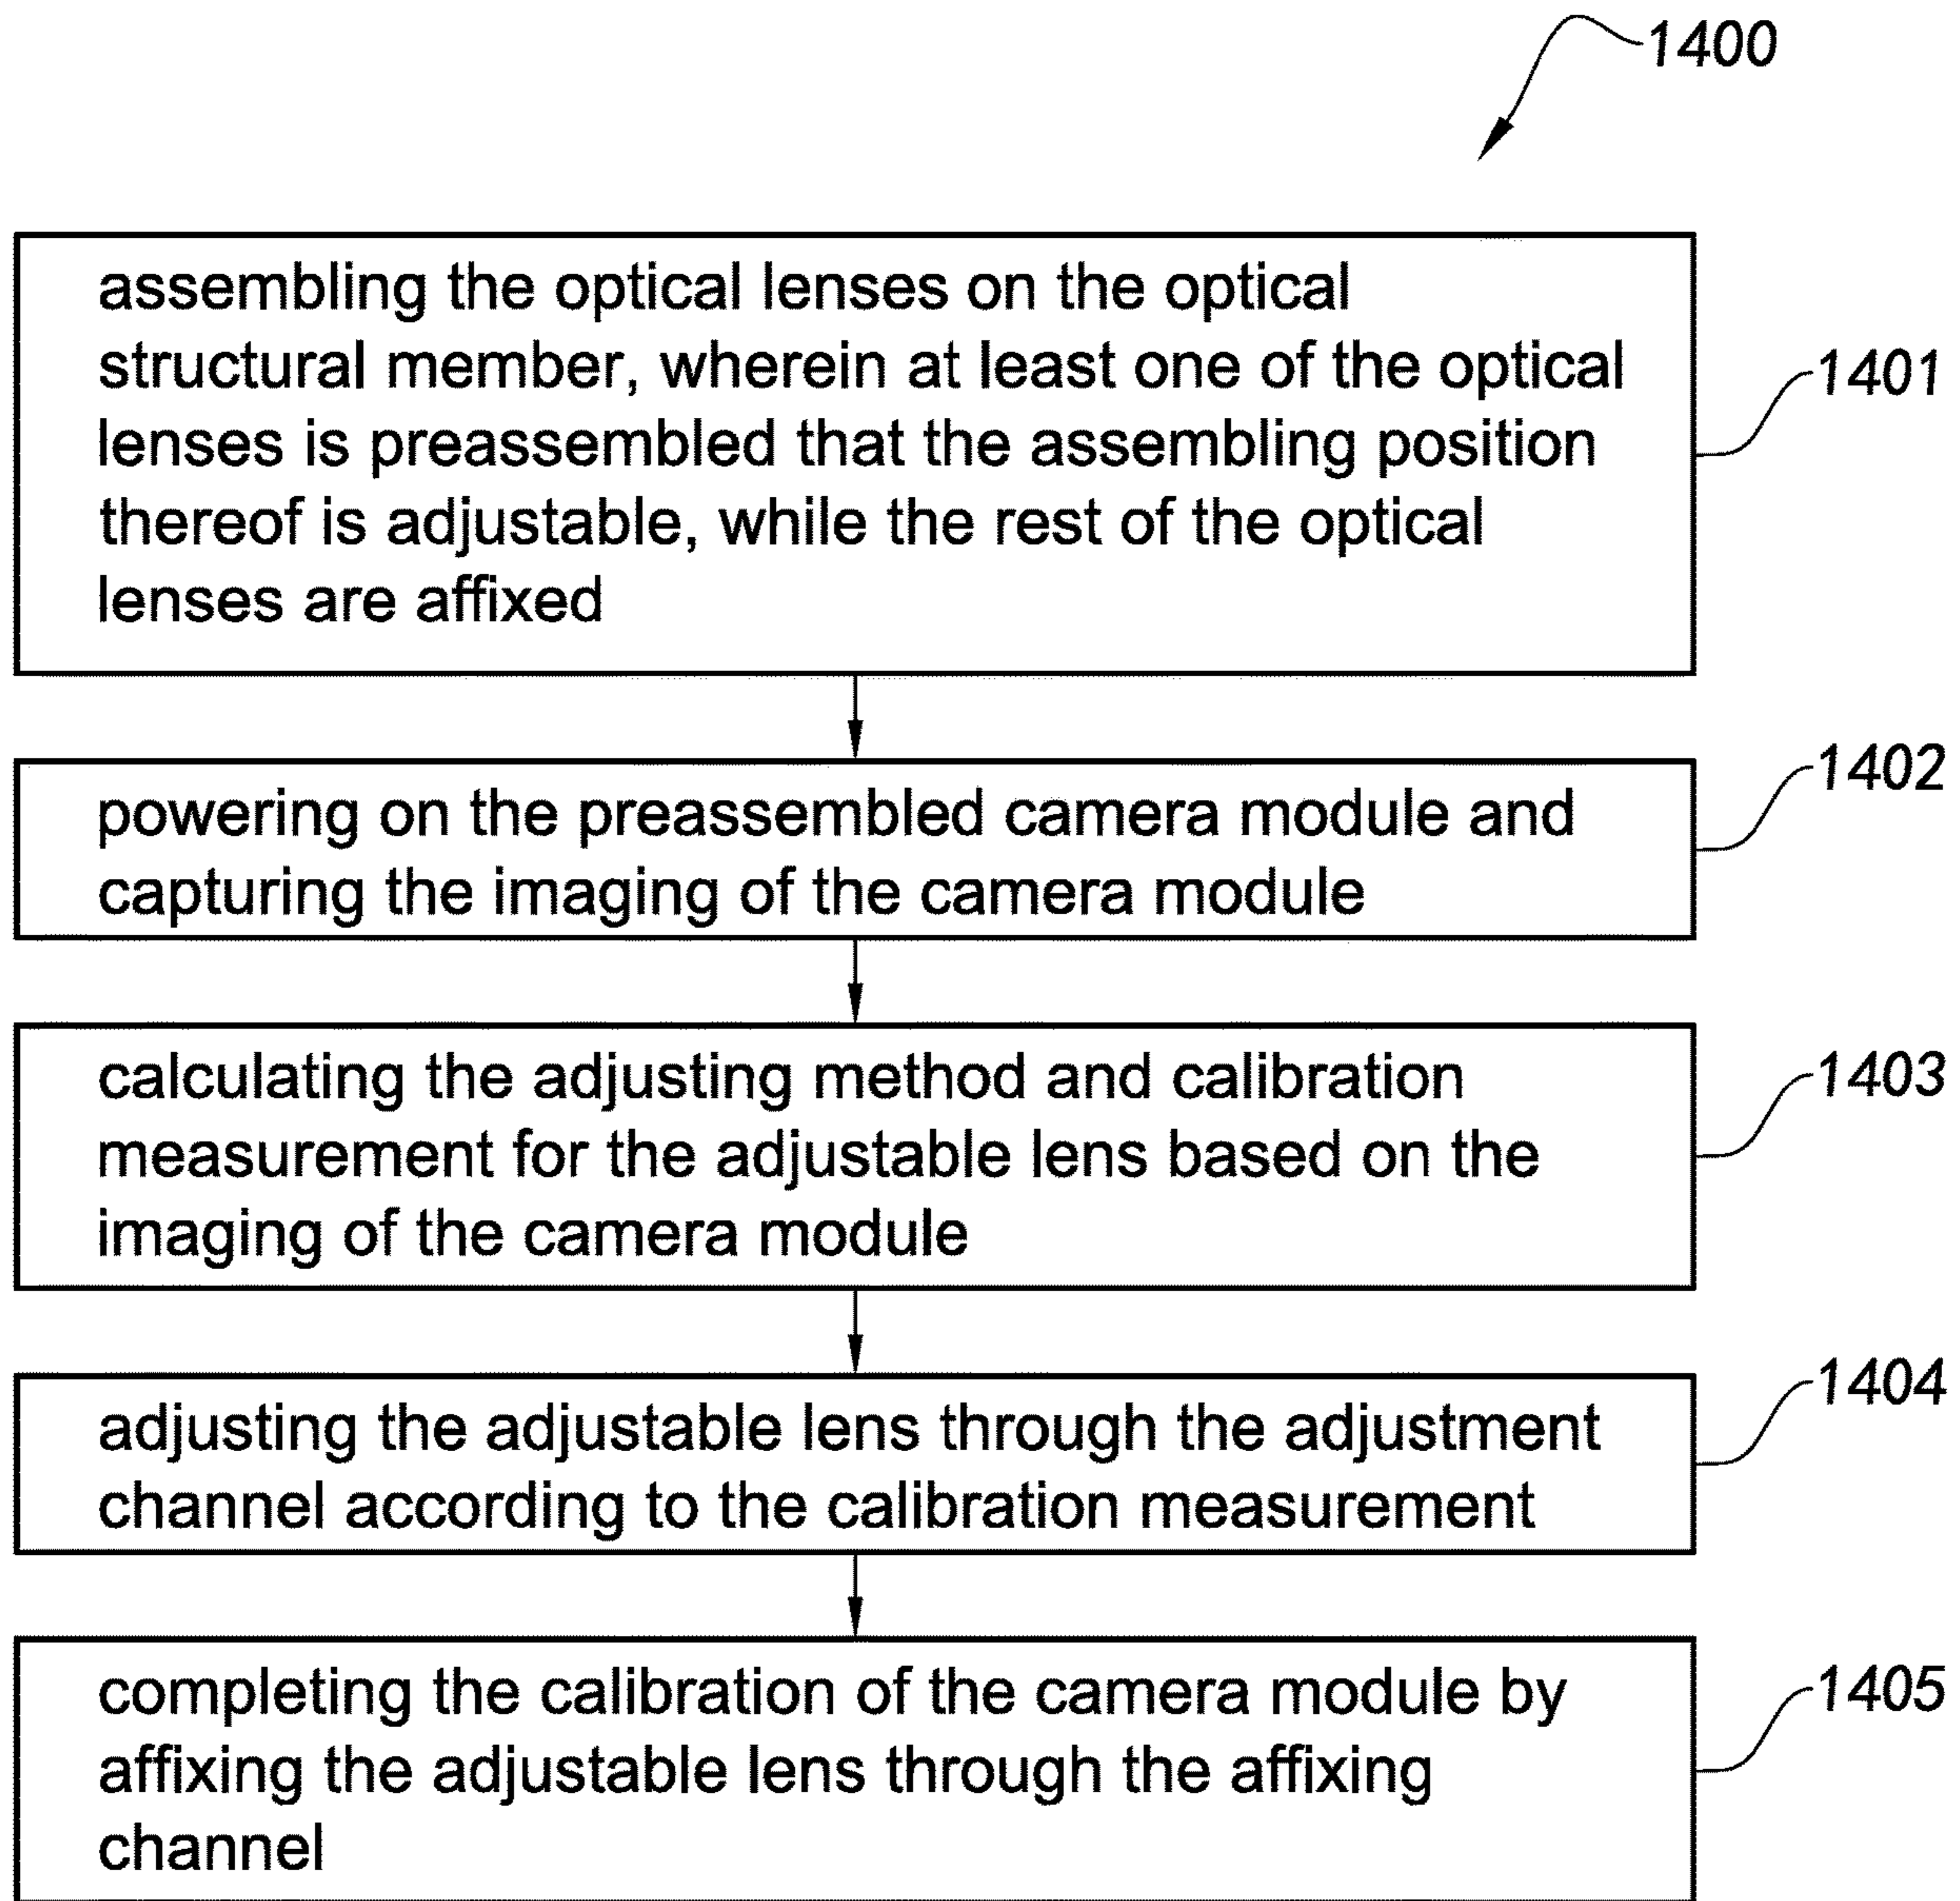 1400
assembling the optical lenses on the optical
structural member, wherein at least one of the optical
lenses is preassembled that the assembling position
thereof is adjustable, while the rest of the optical
lenses are affixed
1401
powering on the preassembled camera module and
capturing the imaging of the camera module
1402
calculating the adjusting method and calibration
measurement for the adjustable lens based on the
imaging of the camera module
1403
adjusting the adjustable lens through the adjustment
channel according to the calibration measurement
1404
completing the calibration of the camera module by
affixing the adjustable lens through the affixing
channel
1405